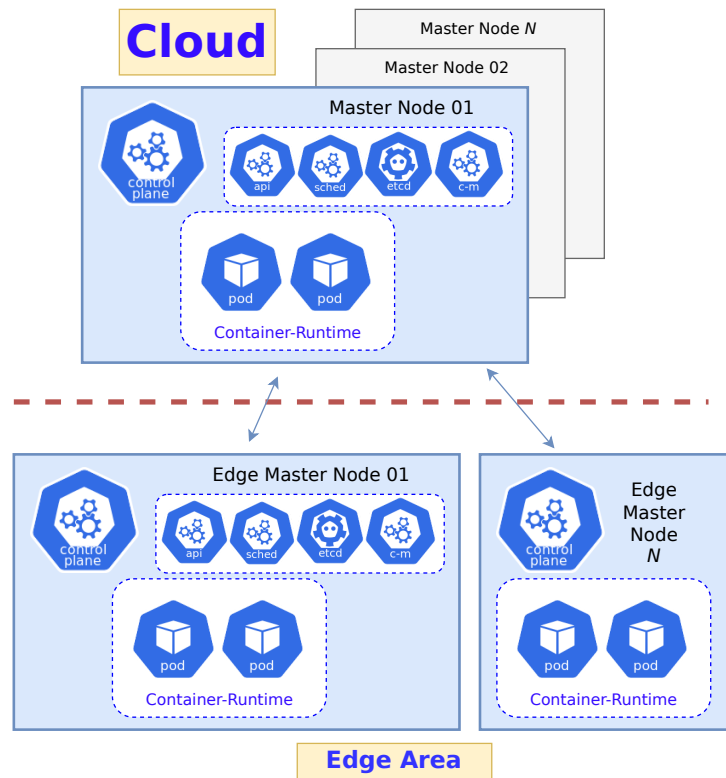 Cloud
Master Node N
Master Node 02
Master Node 01
control
plane
api
sched
etcd
c-m
pod
pod
Container-Runtime
Edge Master Node 01
control
plane
api
sched
etcd
c-m
pod
pod
Container-Runtime
Edge
Master
Node
N
control
plane
pod
pod
Container-Runtime
Edge Area